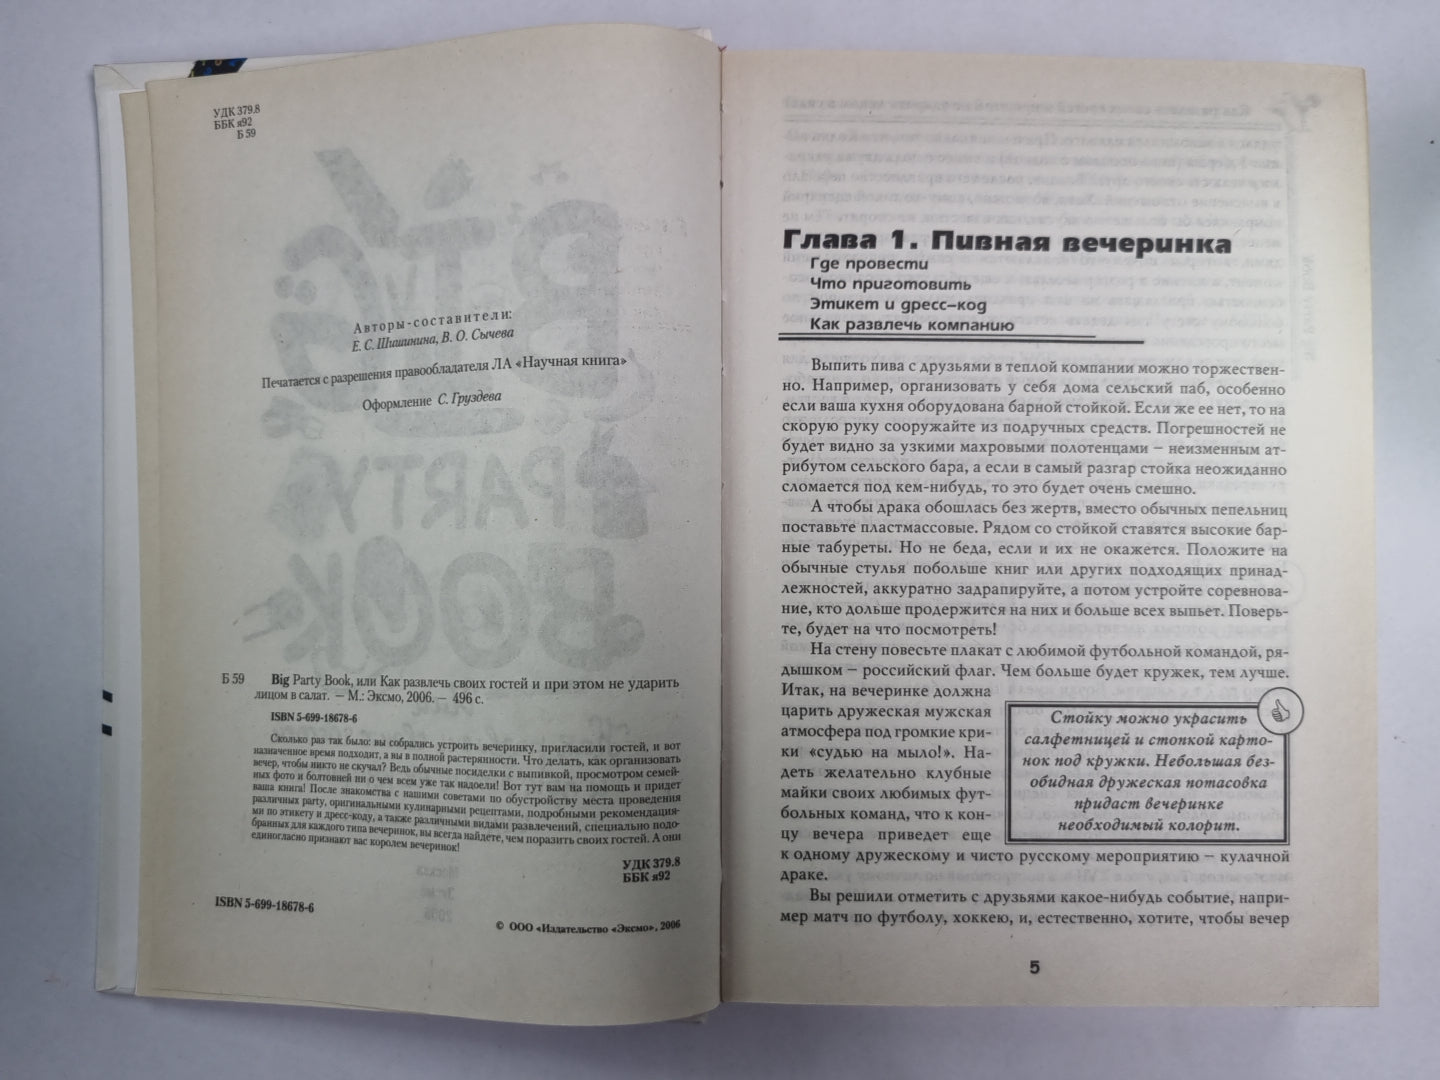 УДК 379.8
ББК я92
Б 59
Авторы-составители:
Е. С. Шишинина, В. О. Сычева
Печатается с разрешения правообладателя ЛА «Научная книга»
Оформление С. Груздева
Б 59 Big Party Book, или Как развлечь своих гостей и при этом не ударить
лицом в салат. — М.: Эксмо, 2006. — 496 с.
ISBN 5-699-18678-6
Сколько раз так было: вы собрались устроить вечеринку, пригласили гостей, и вот
назначенное время подходит, а вы в полной растерянности. Что делать, как организовать
вечер, чтобы никто не скучал? Ведь обычные посиделки с выпивкой, просмотром семей-
ных фото и болтовней ни о чем всем уже так надоели! Вот тут вам на помощь и придет
ваша книга! После знакомства с нашими советами по обустройству места проведения
различных party, оригинальными кулинарными рецептами, подробными рекомендация-
ми по этикету и дресс-коду, а также различными видами развлечений, специально подо-
бранных для каждого типа вечеринок, вы всегда найдете, чем поразить своих гостей. А они
единогласно признают вас королем вечеринок!
УДК 379.8
ББК я92
ISBN 5-699-18678-6
© ООО «Издательство «Эксмо», 2006
Глава 1. Пивная вечеринка
Где провести
Что приготовить
Этикет и дресс-код
Как развлечь компанию
Выпить пива с друзьями в теплой компании можно торжествен-
но. Например, организовать у себя дома сельский паб, особенно
если ваша кухня оборудована барной стойкой. Если же ее нет, то на
скорую руку сооружайте из подручных средств. Погрешностей не
будет видно за узкими махровыми полотенцами — неизменным ат-
рибутом сельского бара, а если в самый разгар стойка неожиданно
сломается под кем-нибудь, то это будет очень смешно.
А чтобы драка обошлась без жертв, вместо обычных пепельниц
поставьте пластмассовые. Рядом со стойкой ставятся высокие бар-
ные табуреты. Но не беда, если и их не окажется. Положите на
обычные стулья побольше книг или других подходящих принад-
лежностей, аккуратно задрапируйте, а потом устройте соревнова-
ние, кто дольше продержится на них и больше всех выпьет. Поверь-
те, будет на что посмотреть!
На стену повесьте плакат с любимой футбольной командой, ря-
дышком — российский флаг. Чем больше будет кружек, тем лучше.
Итак, на вечеринке должна
царить дружеская мужская
атмосфера под громкие кри-
ки «судью на мыло!». На-
деть желательно клубные
майки своих любимых фут-
больных команд, что к кон-
цу вечера приведет еще
к одному дружескому и чисто русскому мероприятию — кулачной
драке.
Стойку можно украсить
салфетницей и стопкой карто-
нок под кружки. Небольшая без-
обидная дружеская потасовка
придаст вечеринке
необходимый колорит.
Вы решили отметить с друзьями какое-нибудь событие, напри-
мер матч по футболу, хоккею, и, естественно, хотите, чтобы вечер
5